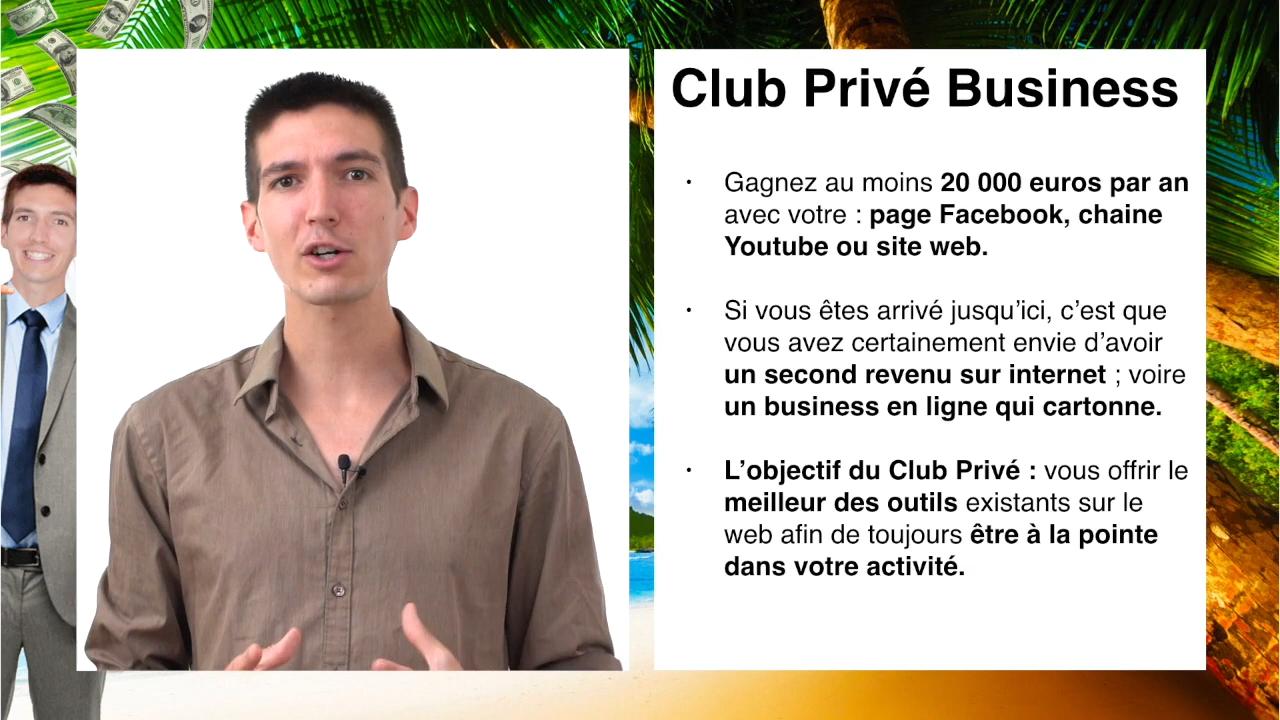 Club Privé Business
• Gagnez au moins 20 000 euros par an
avec votre : page Facebook, chaine
Youtube ou site web.
• Si vous êtes arrivé jusqu’ici, c’est que
vous avez certainement envie d’avoir
un second revenu sur internet ; voire
un business en ligne qui cartonne.
• L’objectif du Club Privé : vous offrir le
meilleur des outils existants sur le
web afin de toujours être à la pointe
dans votre activité.